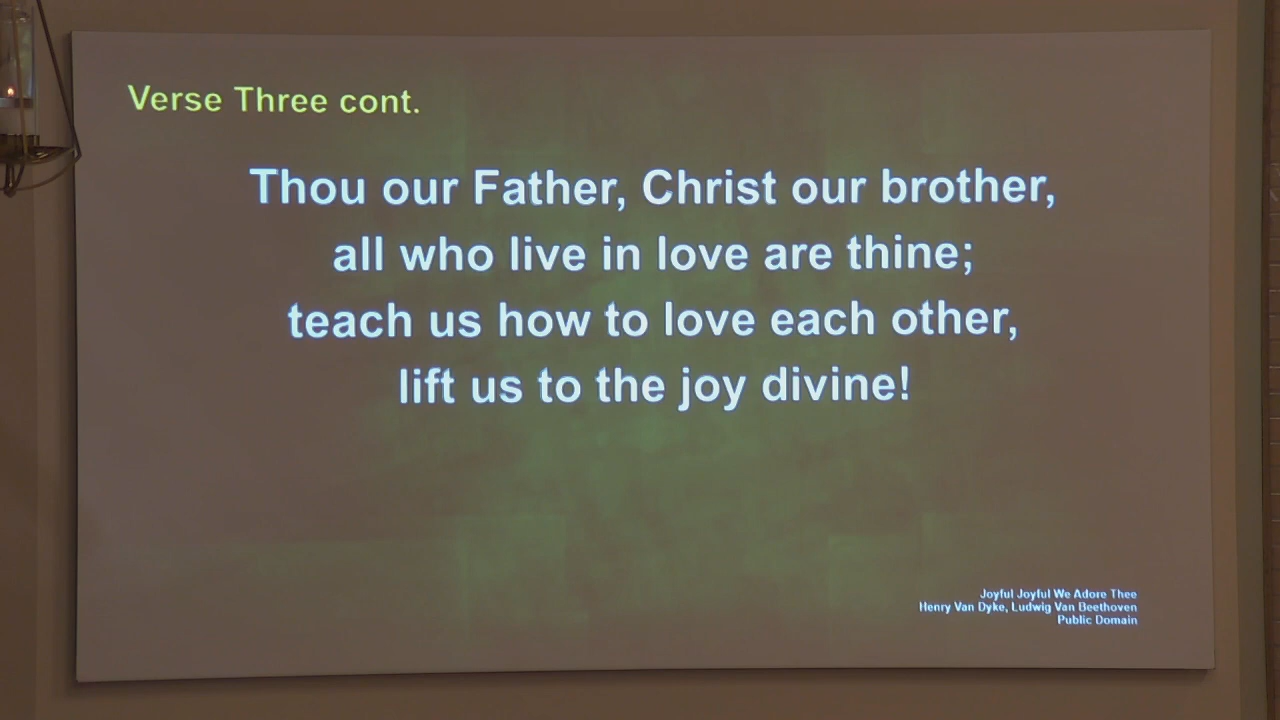 Verse Three cont.
Thou our Father, Christ our brother,
all who live in love are thine;
teach us how to love each other,
lift us to the joy divine!
Joyful Joyful We Adore Thee
Henry Van Dyke, Ludwig Van Beethoven
Public Domain